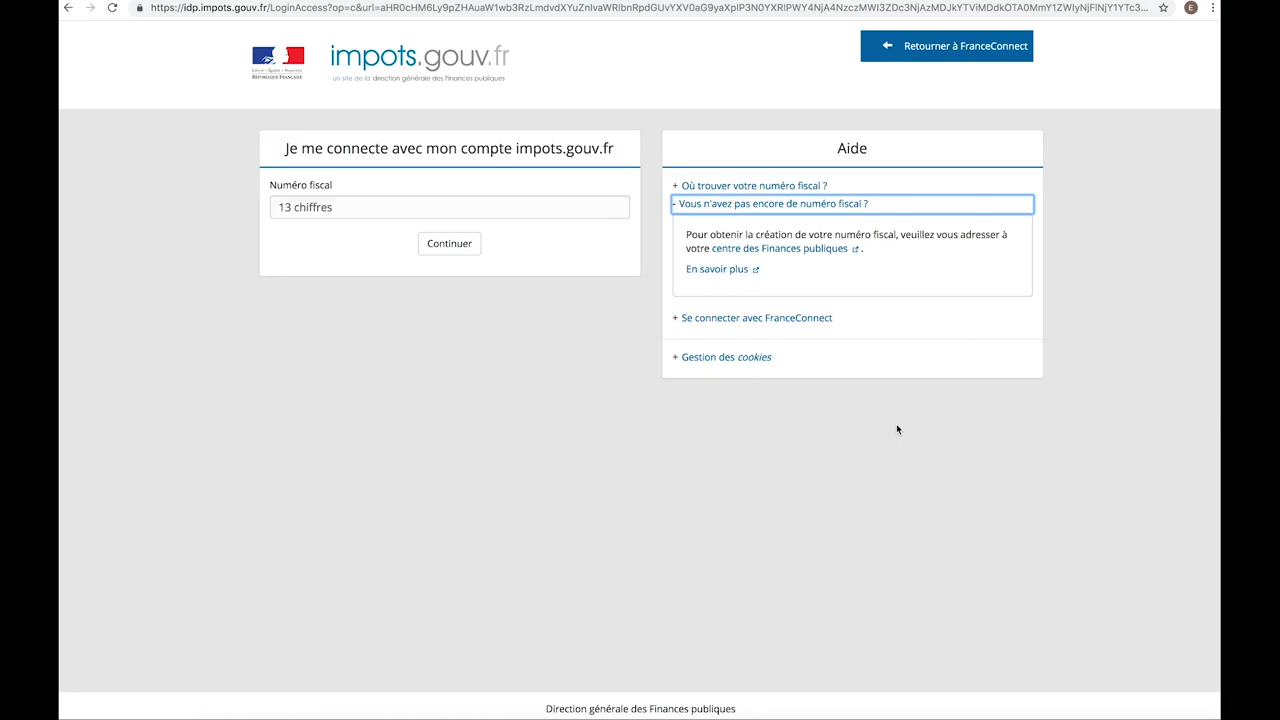 https://idp.impots.gouv.fr/LoginAccess?op=c&url=
E
RÉPUBLIQUE FRANÇAISE
impots.gouv.fr
un site de la direction générale des Finances publiques
Retourner à FranceConnect
Je me connecte avec mon compte impots.gouv.fr
Numéro fiscal
13 chiffres
Continuer
Aide
+ Où trouver votre numéro fiscal ?
- Vous n'avez pas encore de numéro fiscal ?
Pour obtenir la création de votre numéro fiscal, veuillez vous adresser à
votre centre des Finances publiques .
En savoir plus
+ Se connecter avec FranceConnect
+ Gestion des cookies
Direction générale des Finances publiques